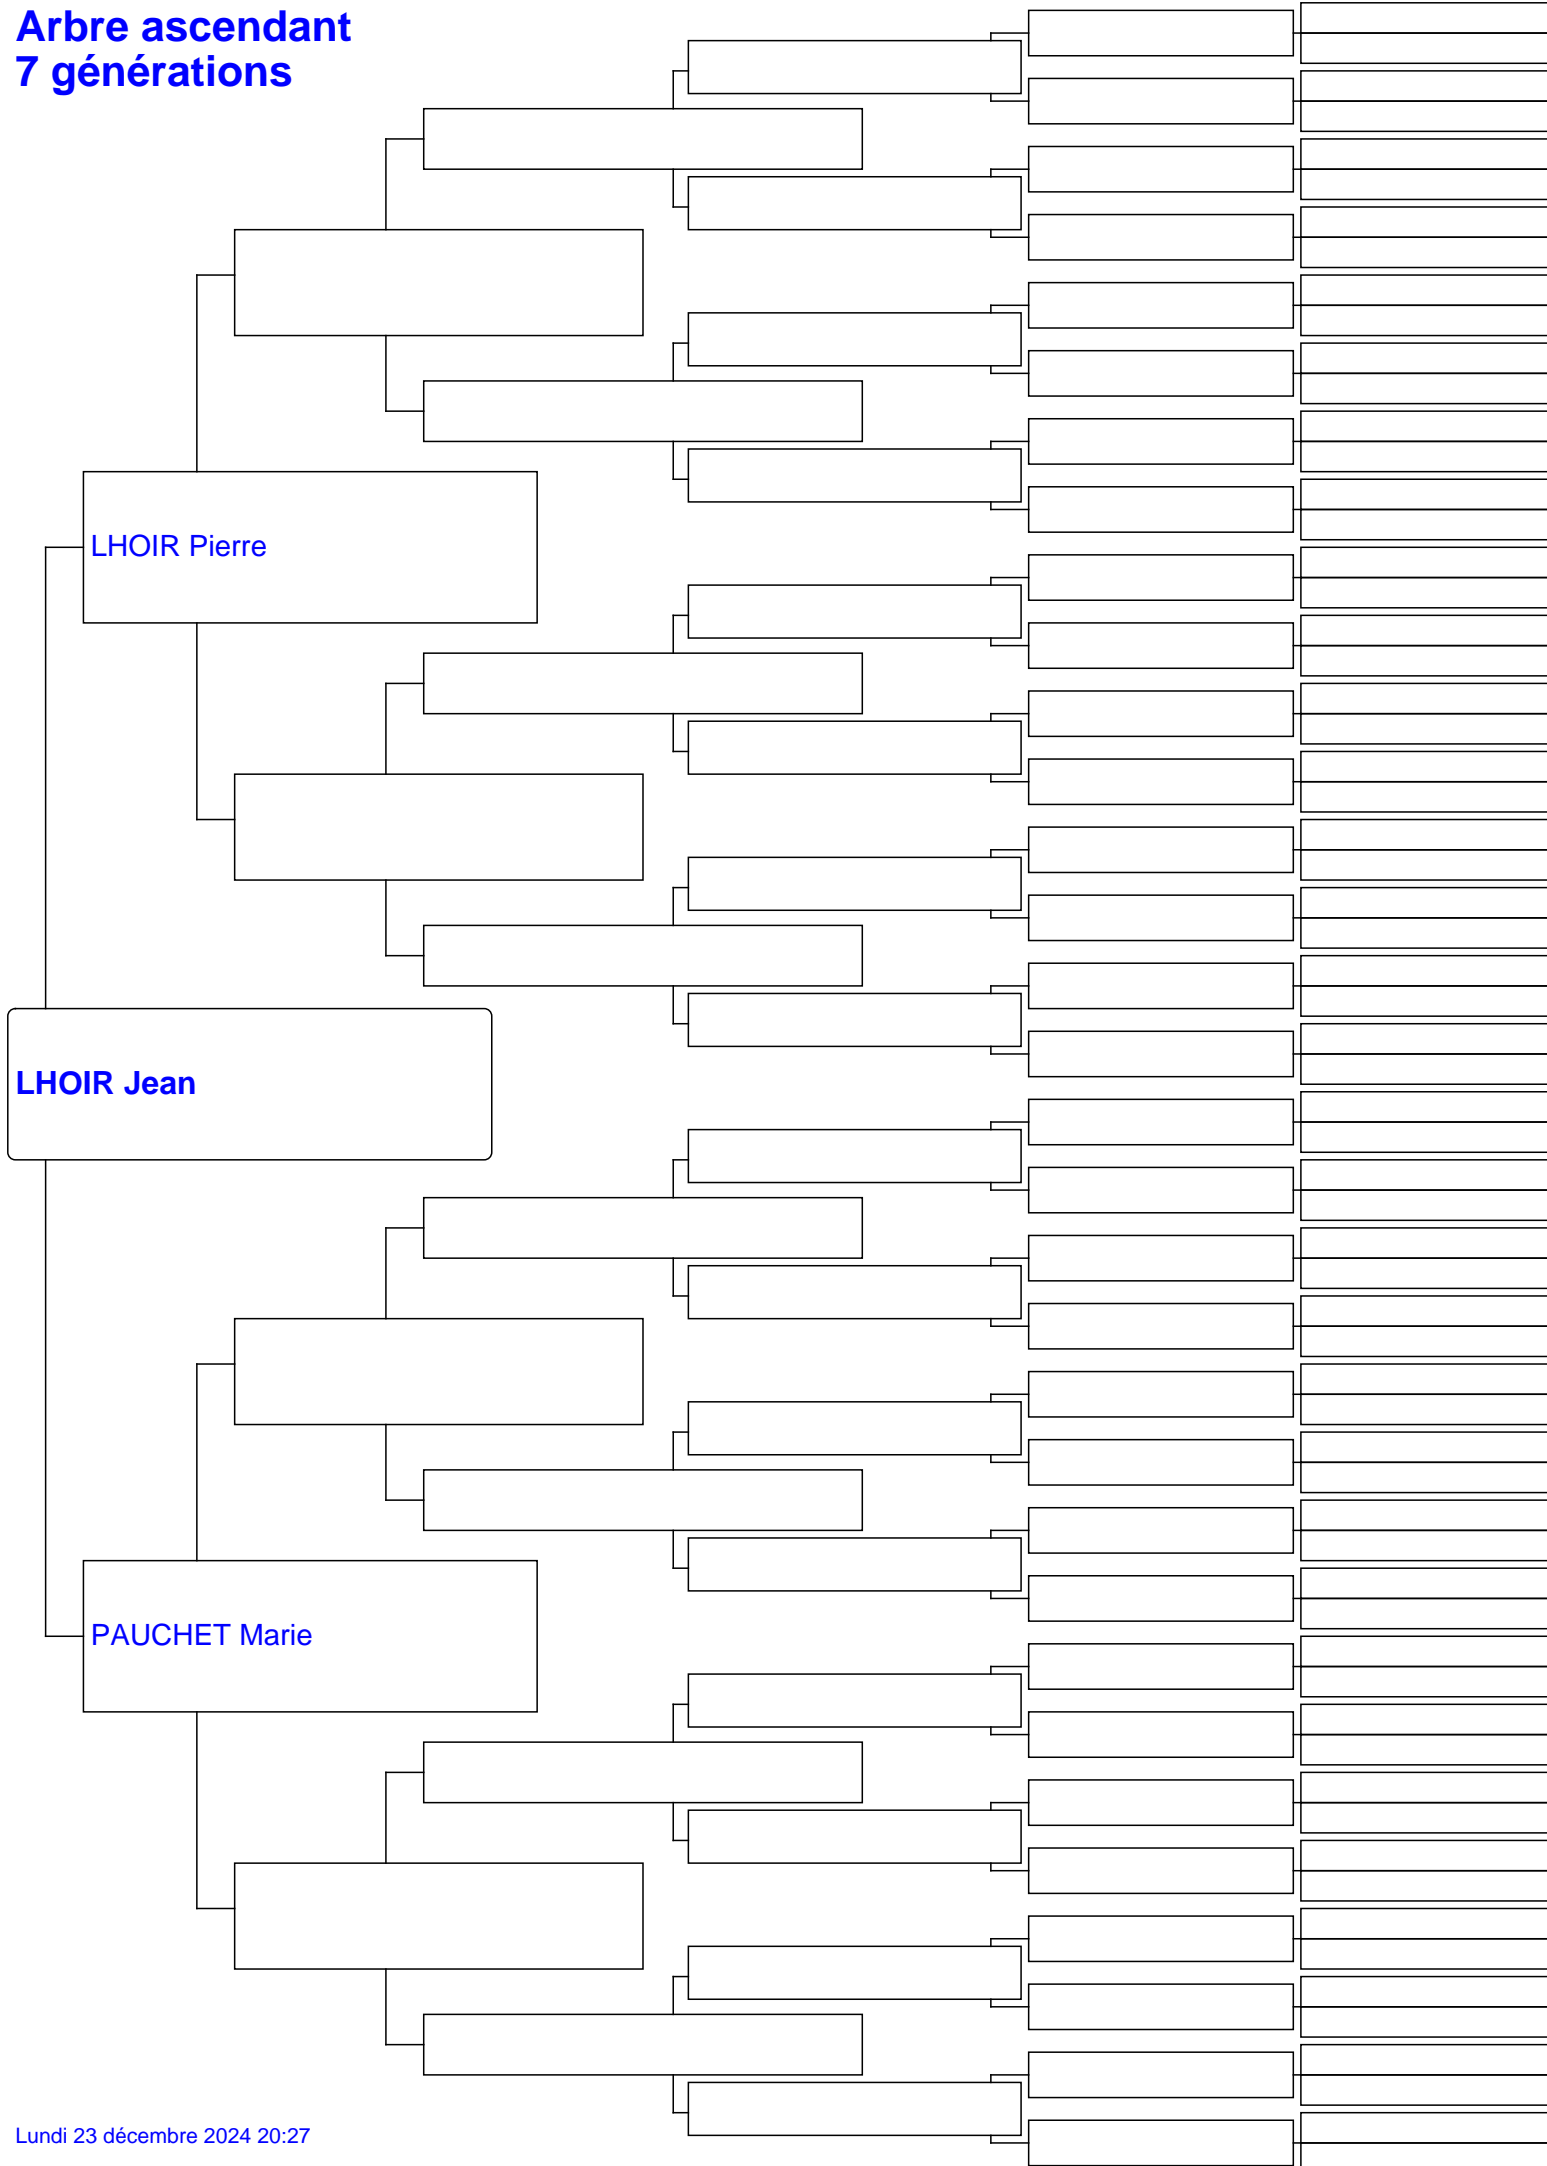 Arbre ascendant
7 générations
LHOIR Pierre
LHOIR Jean
PAUCHET Marie
Lundi 23 décembre 2024 20:27